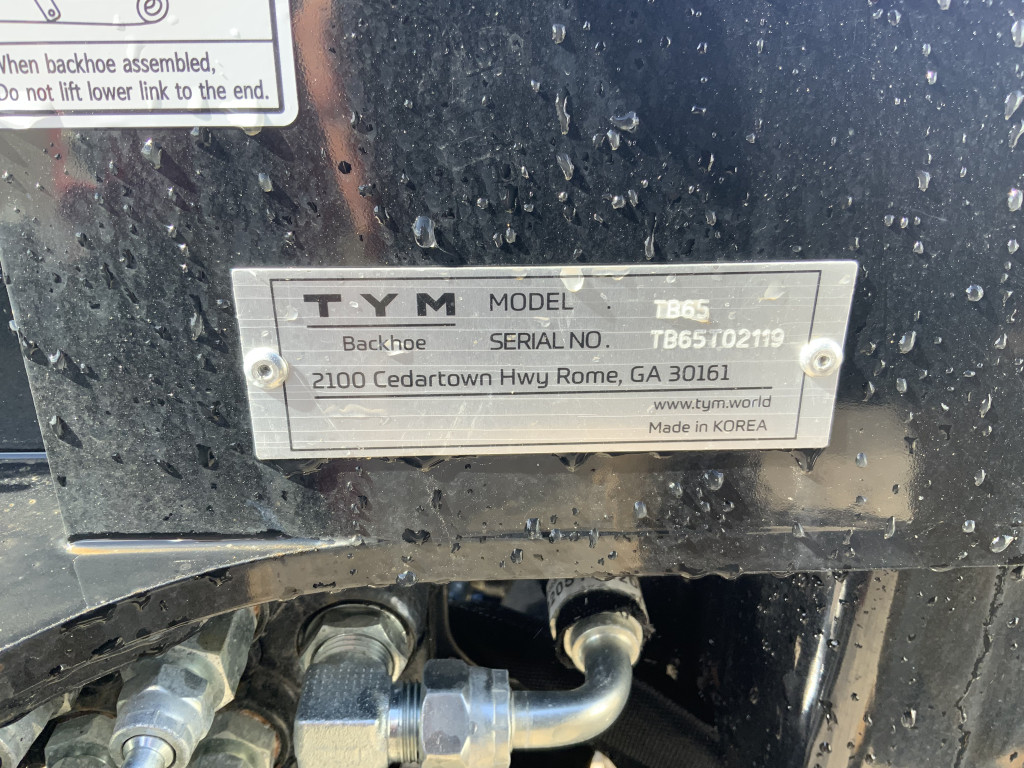 When backhoe assembled,
Do not lift lower link to the end.
TYM MODEL . TB65
Backhoe SERIAL NO. TB65T02119
2100 Cedartown Hwy Rome, GA 30161
www.tym.world
Made in KOREA